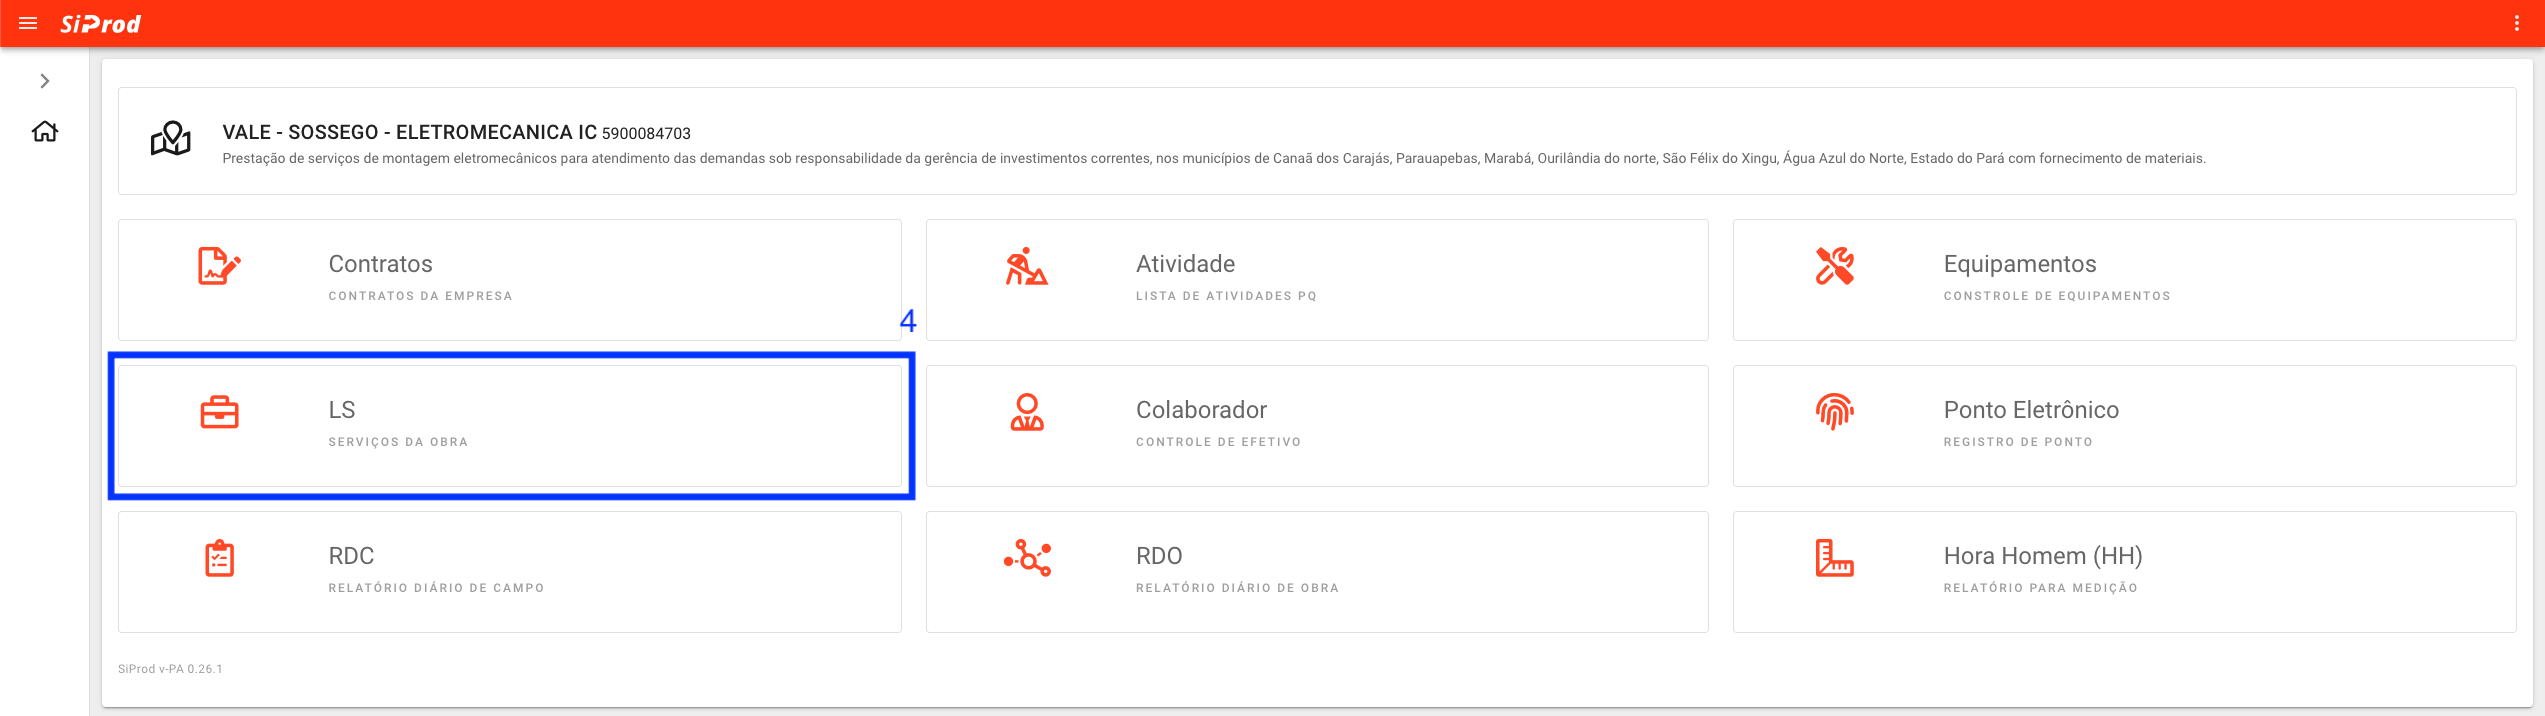 SiProd
VALE - SOSSEGO - ELETROMECANICA IC 5900084703
Prestação de serviços de montagem eletromecânicos para atendimento das demandas sob responsabilidade da gerência de investimentos correntes, nos municípios de Canaã dos Carajás, Parauapebas, Marabá, Ourilândia do norte, São Félix do Xingu, Água Azul do Norte, Estado do Pará com fornecimento de materiais.
Contratos
CONTRATOS DA EMPRESA
Atividade
LISTA DE ATIVIDADES PQ
Equipamentos
CONSTROLE DE EQUIPAMENTOS
4
LS
SERVIÇOS DA OBRA
Colaborador
CONTROLE DE EFETIVO
Ponto Eletrônico
REGISTRO DE PONTO
RDC
RELATÓRIO DIÁRIO DE CAMPO
RDO
RELATÓRIO DIÁRIO DE OBRA
Hora Homem (HH)
RELATÓRIO PARA MEDIÇÃO
SiProd v-PA 0.26.1